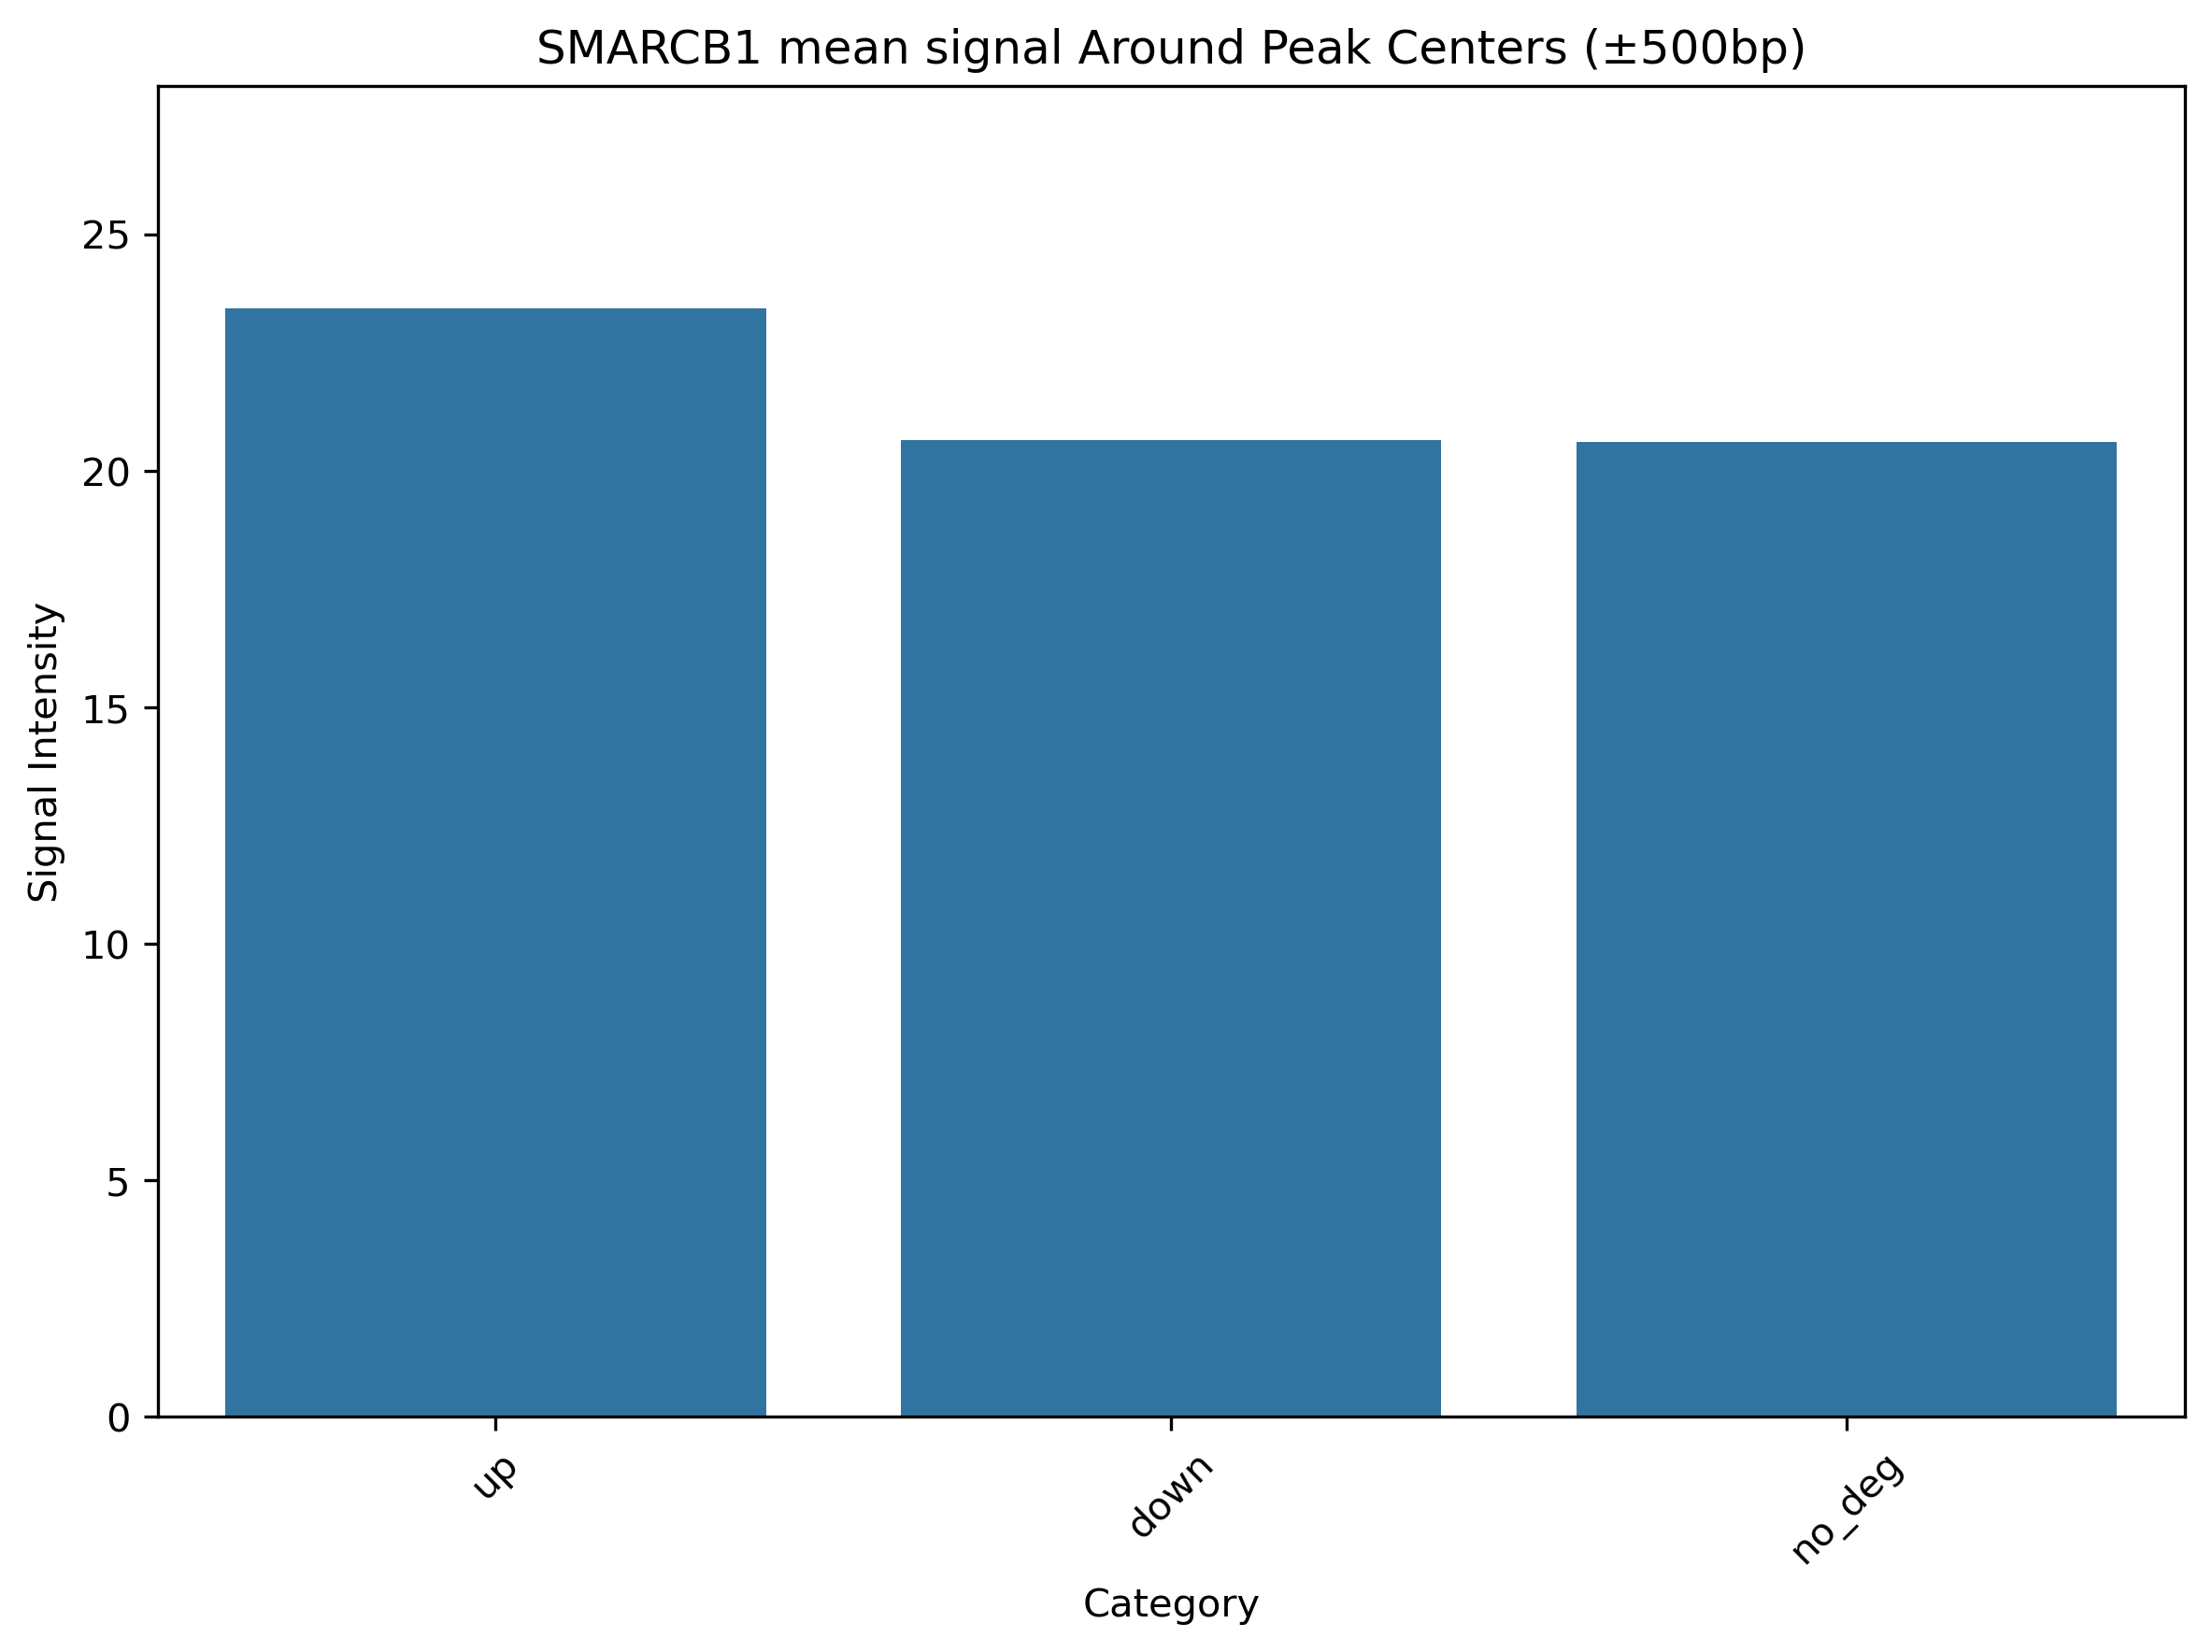 SMARCB1 mean signal Around Peak Centers (±500bp)
25
20
15
10
5
0
Signal Intensity
up
down
no_deg
Category